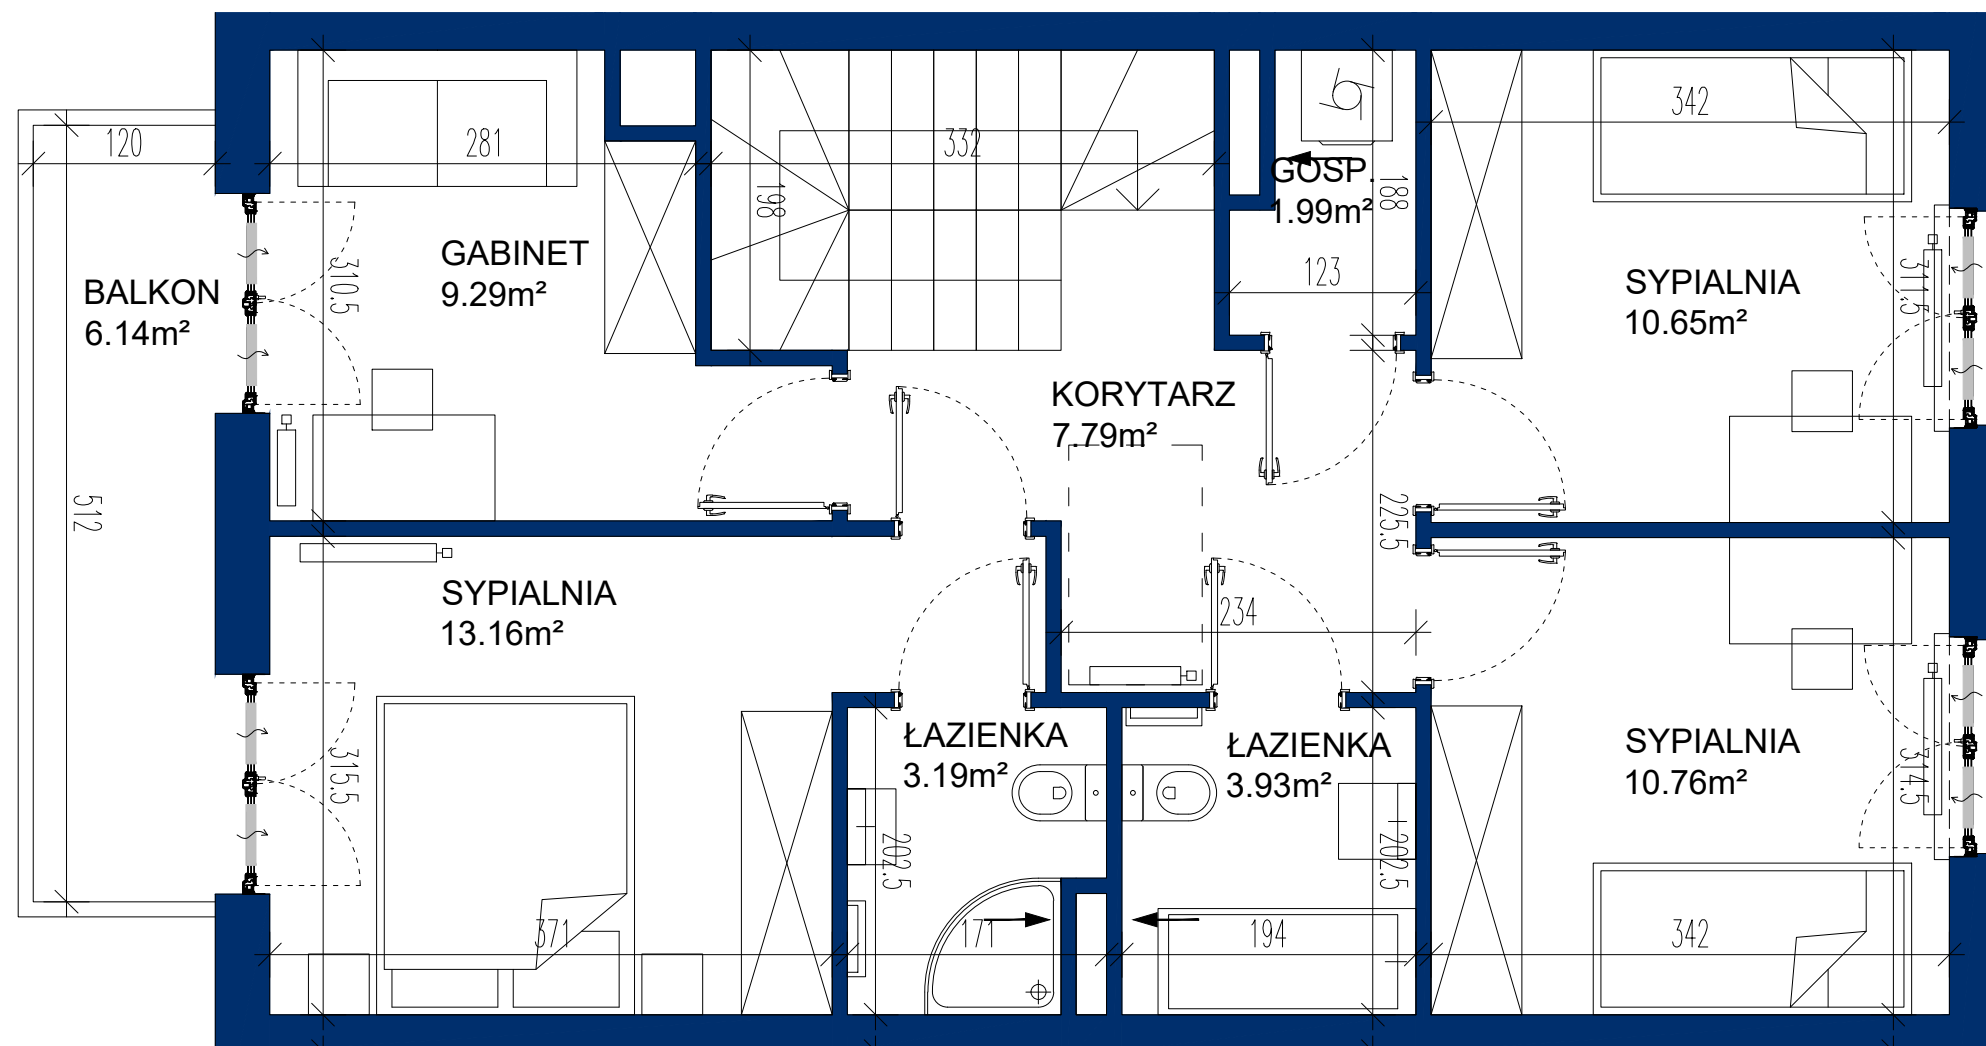 342
120
281
332
198
GOSP.
1.99m²
188
GABINET
9.29m²
123
310.5
311.5
SYPIALNIA
10.65m²
BALKON
6.14m²
KORYTARZ
7.79m²
512
225.5
SYPIALNIA
13.16m²
234
ŁAZIENKA
3.19m²
ŁAZIENKA
3.93m²
SYPIALNIA
10.76m²
315.5
314.5
202.5
202.5
371
171
194
342